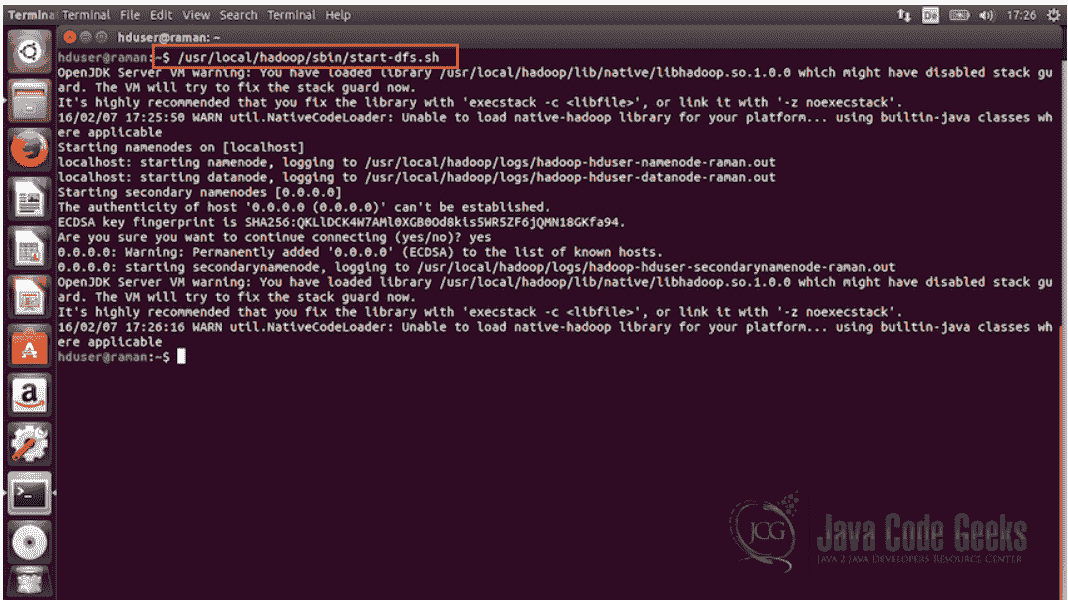 Termina Terminal File Edit View Search Terminal Help De 17:26
hduser@raman: ~
hduser@raman:~$ /usr/local/hadoop/sbin/start-dfs.sh
OpenJDK Server VM warning: You have loaded library /usr/local/hadoop/lib/native/libhadoop.so.1.0.0 which might have disabled stack gu
ard. The VM will try to fix the stack guard now.
It's highly recommended that you fix the library with 'execstack -c <libfile>', or link it with '-z noexecstack'.
16/02/07 17:25:50 WARN util.NativeCodeLoader: Unable to load native-hadoop library for your platform... using builtin-java classes wh
ere applicable
Starting namenodes on [localhost]
localhost: starting namenode, logging to /usr/local/hadoop/logs/hadoop-hduser-namenode-raman.out
localhost: starting datanode, logging to /usr/local/hadoop/logs/hadoop-hduser-datanode-raman.out
Starting secondary namenodes [0.0.0.0]
The authenticity of host '0.0.0.0 (0.0.0.0)' can't be established.
ECDSA key fingerprint is SHA256:QKLlDCK4W7AMl0XGB0Od8kis5WR5ZF6jQMN18GKfa94.
Are you sure you want to continue connecting (yes/no)? yes
0.0.0.0: Warning: Permanently added '0.0.0.0' (ECDSA) to the list of known hosts.
0.0.0.0: starting secondarynamenode, logging to /usr/local/hadoop/logs/hadoop-hduser-secondarynamenode-raman.out
OpenJDK Server VM warning: You have loaded library /usr/local/hadoop/lib/native/libhadoop.so.1.0.0 which might have disabled stack gu
ard. The VM will try to fix the stack guard now.
It's highly recommended that you fix the library with 'execstack -c <libfile>', or link it with '-z noexecstack'.
16/02/07 17:26:16 WARN util.NativeCodeLoader: Unable to load native-hadoop library for your platform... using builtin-java classes wh
ere applicable
hduser@raman:~$
JCG Java Code Geeks
JAVA 2 JAVA DEVELOPERS RESOURCE CENTER